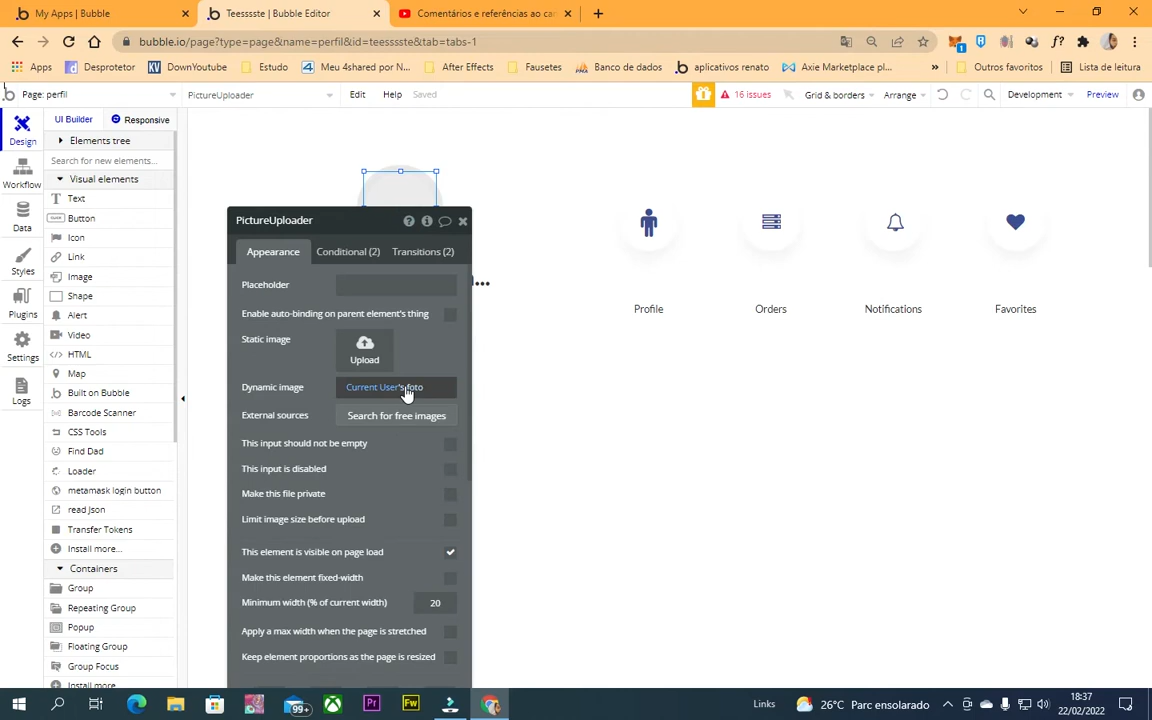 My Apps | Bubble
Teesssste | Bubble Editor
Comentários e referências ao car
bubble.io/page?type=page&name=perfil&id=teesssste&tab=tabs-1
Apps
Desprotetor
DownYoutube
Estudo
Meu 4shared por N...
After Effects
Fausetes
Banco de dados
aplicativos renato
Axie Marketplace pl...
»
Outros favoritos
Lista de leitura
Page: perfil
PictureUploader
Edit
Help
Saved
16 issues
Grid & borders
Arrange
Development
Preview
Design
Workflow
Data
Styles
Plugins
Settings
Logs
UI Builder
Responsive
Elements tree
Search for new elements...
Visual elements
Text
Button
Icon
Link
Image
Shape
Alert
Video
HTML
Map
Built on Bubble
Barcode Scanner
CSS Tools
Find Dad
Loader
metamask login button
read Json
Transfer Tokens
Install more...
Containers
Group
Repeating Group
Popup
Floating Group
Group Focus
Install more...
PictureUploader
Appearance
Conditional (2)
Transitions (2)
Placeholder
Enable auto-binding on parent element's thing
Static image
Upload
Dynamic image
Current User's foto
External sources
Search for free images
This input should not be empty
This input is disabled
Make this file private
Limit image size before upload
This element is visible on page load
Make this element fixed-width
Minimum width (% of current width)
20
Apply a max width when the page is stretched
Keep element proportions as the page is resized
Profile
Orders
Notifications
Favorites
99+
Pr
Fw
Links
26°C
Parc ensolarado
18:37
22/02/2022